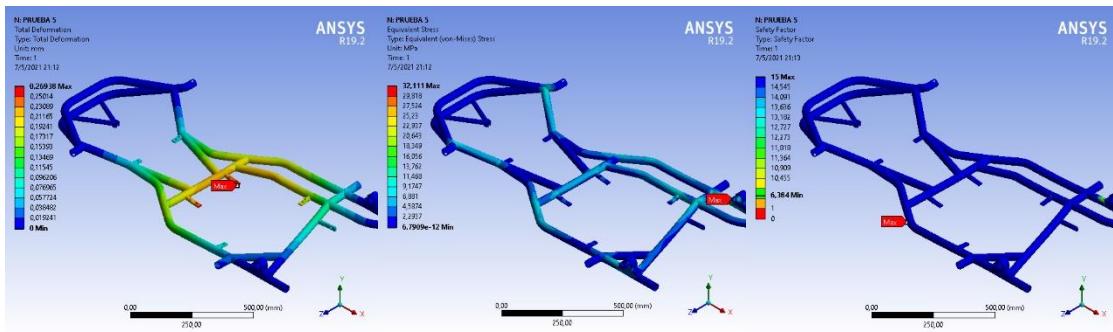 N: PRUEBA 5
Total Deformation
Type: Total Deformation
Unit: mm
Time: 1
7/5/2021 21:12
ANSYS
R19.2
0,26938 Max
0,25014
0,23089
0,21165
0,19241
0,17317
0,15393
0,13469
0,11545
0,096206
0,076965
0,057724
0,038482
0,019241
0 Min
Max
0,00
500,00 (mm)
250,00
Y
Z
X
N: PRUEBA 5
Equivalent Stress
Type: Equivalent (von-Mises) Stress
Unit: MPa
Time: 1
7/5/2021 21:12
ANSYS
R19.2
32,111 Max
29,818
27,524
25,23
22,937
20,643
18,349
16,056
13,762
11,468
9,1747
6,881
4,5874
2,2937
6,7909e-12 Min
Max
0,00
500,00 (mm)
250,00
Y
Z
X
N: PRUEBA 5
Safety Factor
Type: Safety Factor
Time: 1
7/5/2021 21:13
ANSYS
R19.2
15 Max
14,545
14,091
13,636
13,182
12,727
12,273
11,818
11,364
10,909
10,455
6,384 Min
1
0
Max
0,00
500,00 (mm)
250,00
Y
Z
X